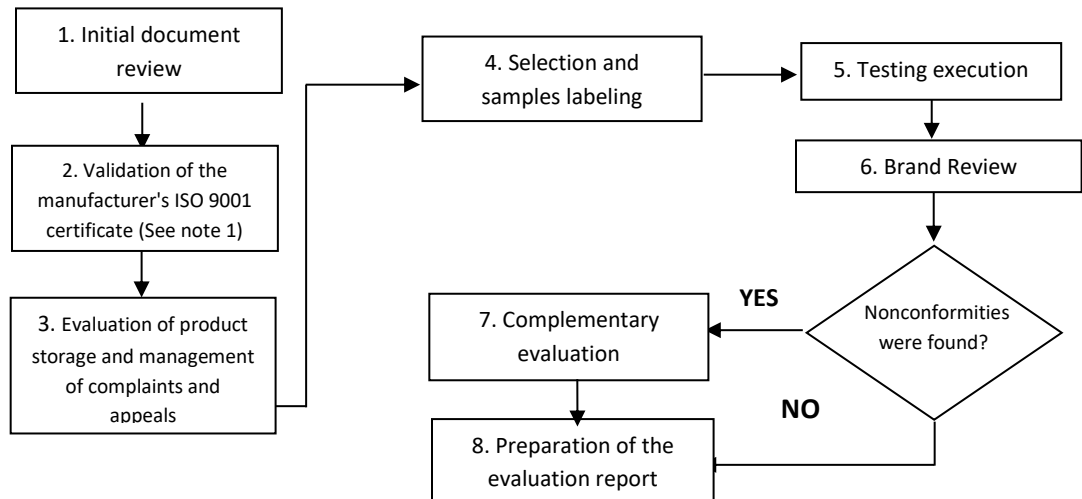 1. Initial document
review
2. Validation of the
manufacturer's ISO 9001
certificate (See note 1)
3. Evaluation of product
storage and management
of complaints and
appeals
4. Selection and
samples labeling
5. Testing execution
6. Brand Review
Nonconformities
were found?
YES
7. Complementary
evaluation
NO
8. Preparation of the
evaluation report